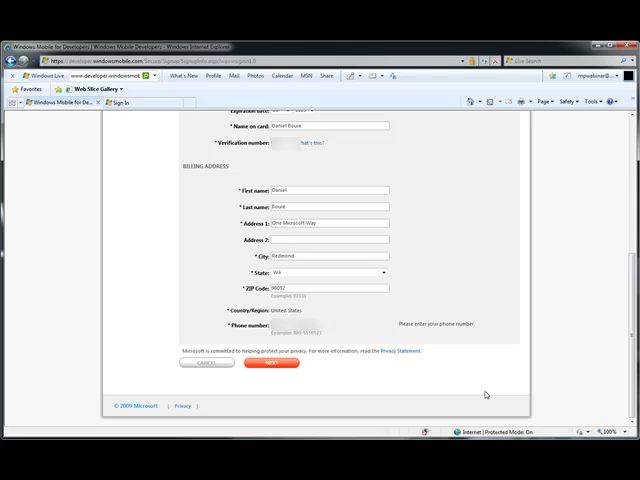 Windows Mobile for Developers | Windows Mobile Developers - Windows Internet Explorer
Live Search
Windows Live www.developer.windowsmot What's New Profile Mail Photos Calendar MSN Share mpwebinar@
Favorites Web Slice Gallery
Windows Mobile for De... Sign In Page Safety Tools
Expiration date:
* Name on card: Daniel Bouie
* Verification number: hat's this?
BILLING ADDRESS
* First name: Daniel
* Last name: Bouie
* Address 1: One Microsoft Way
Address 2:
* City: Redmond
* State: WA
* ZIP Code: 98052
* Country/Region: United States
* Phone number: Please enter your phone number.
Microsoft is committed to helping protect your privacy. For more information, read the Privacy Statement.
CANCEL NEXT
© 2009 Microsoft | Privacy |
Internet | Protected Mode: On 100%